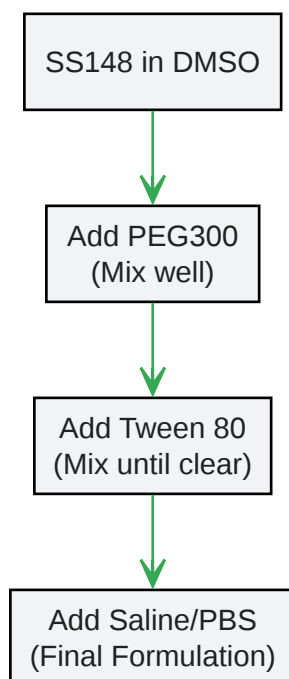 SS148 in DMSO
Add PEG300
(Mix well)
Add Tween 80
(Mix until clear)
Add Saline/PBS
(Final Formulation)